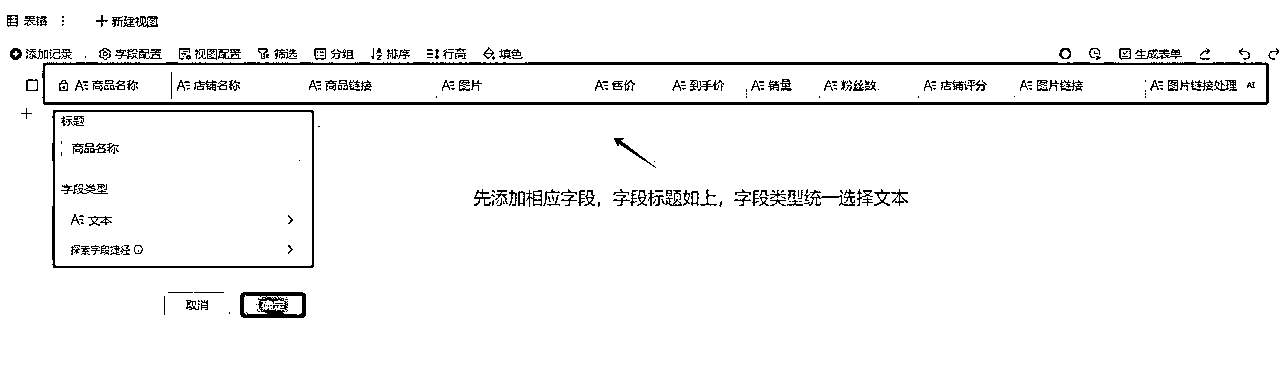 表格 ⋮ + 新建视图
添加记录 字段配置 视图配置 筛选 分组 排序 行高 填色 生成表单
商品名称 店铺名称 商品链接 图片 售价 到手价 销量 粉丝数 店铺评分 图片链接 图片链接处理 AI
标题
商品名称
字段类型
文本
探索字段捷径
先添加相应字段，字段标题如上，字段类型统一选择文本
取消